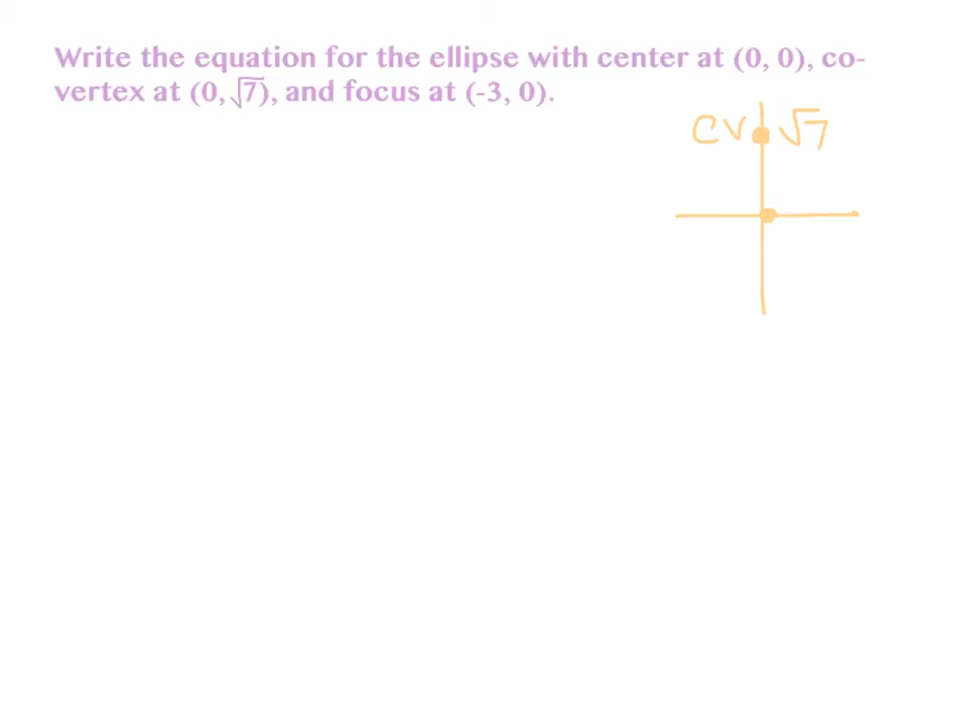 Write the equation for the ellipse with center at (0, 0), co-
vertex at (0, √7), and focus at (-3, 0).
CV √7